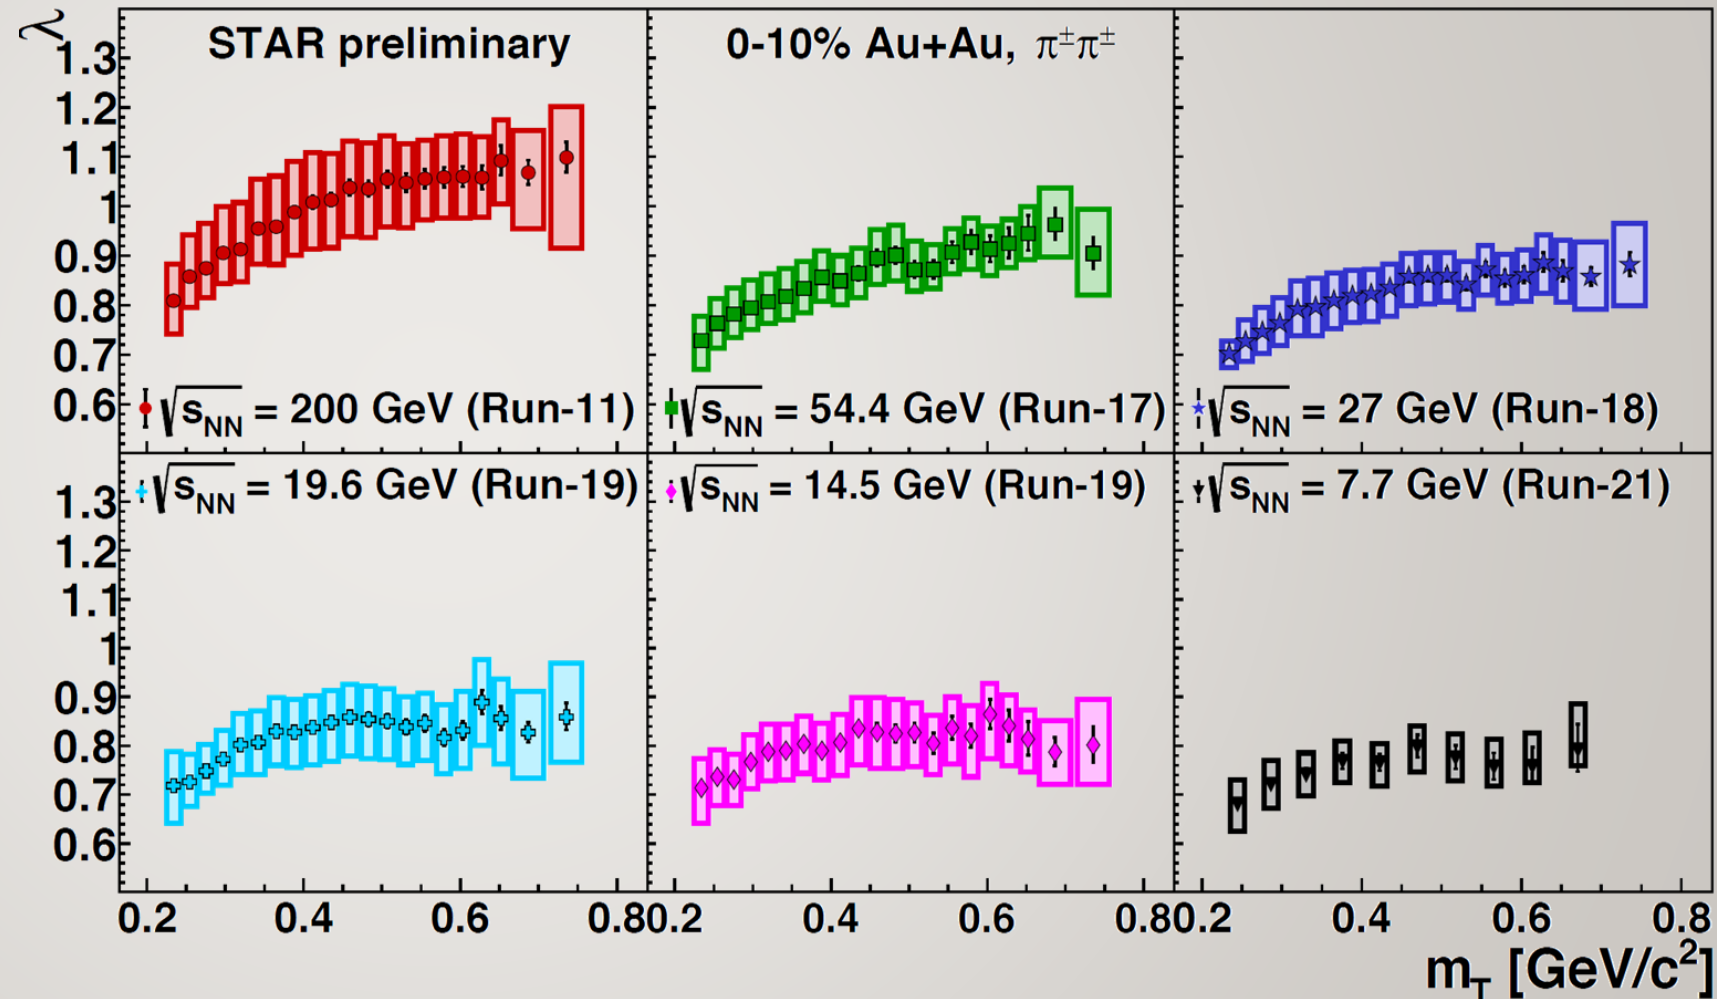 λ
STAR preliminary
0-10% Au+Au, π±π±
1.3
1.2
1.1
1
0.9
0.8
0.7
0.6
√sNN = 200 GeV (Run-11)
√sNN = 54.4 GeV (Run-17)
√sNN = 27 GeV (Run-18)
√sNN = 19.6 GeV (Run-19)
√sNN = 14.5 GeV (Run-19)
√sNN = 7.7 GeV (Run-21)
1.3
1.2
1.1
1
0.9
0.8
0.7
0.6
0.2 0.4 0.6 0.8 0.2 0.4 0.6 0.8 0.2 0.4 0.6 0.8
mT [GeV/c²]